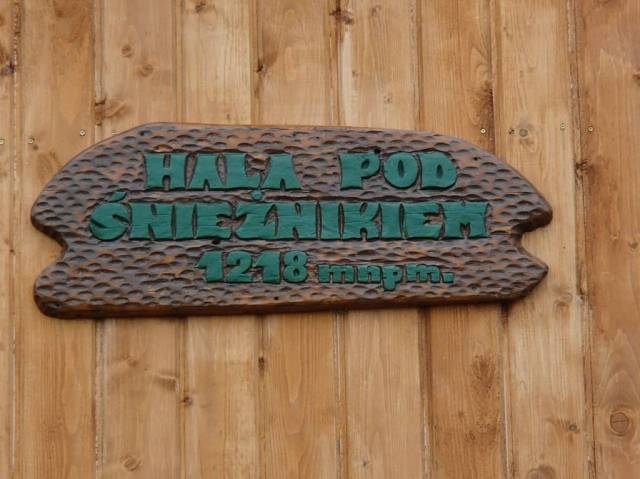 HALA POD
ŚNIEŻNIKIEM
1218 mnpm.